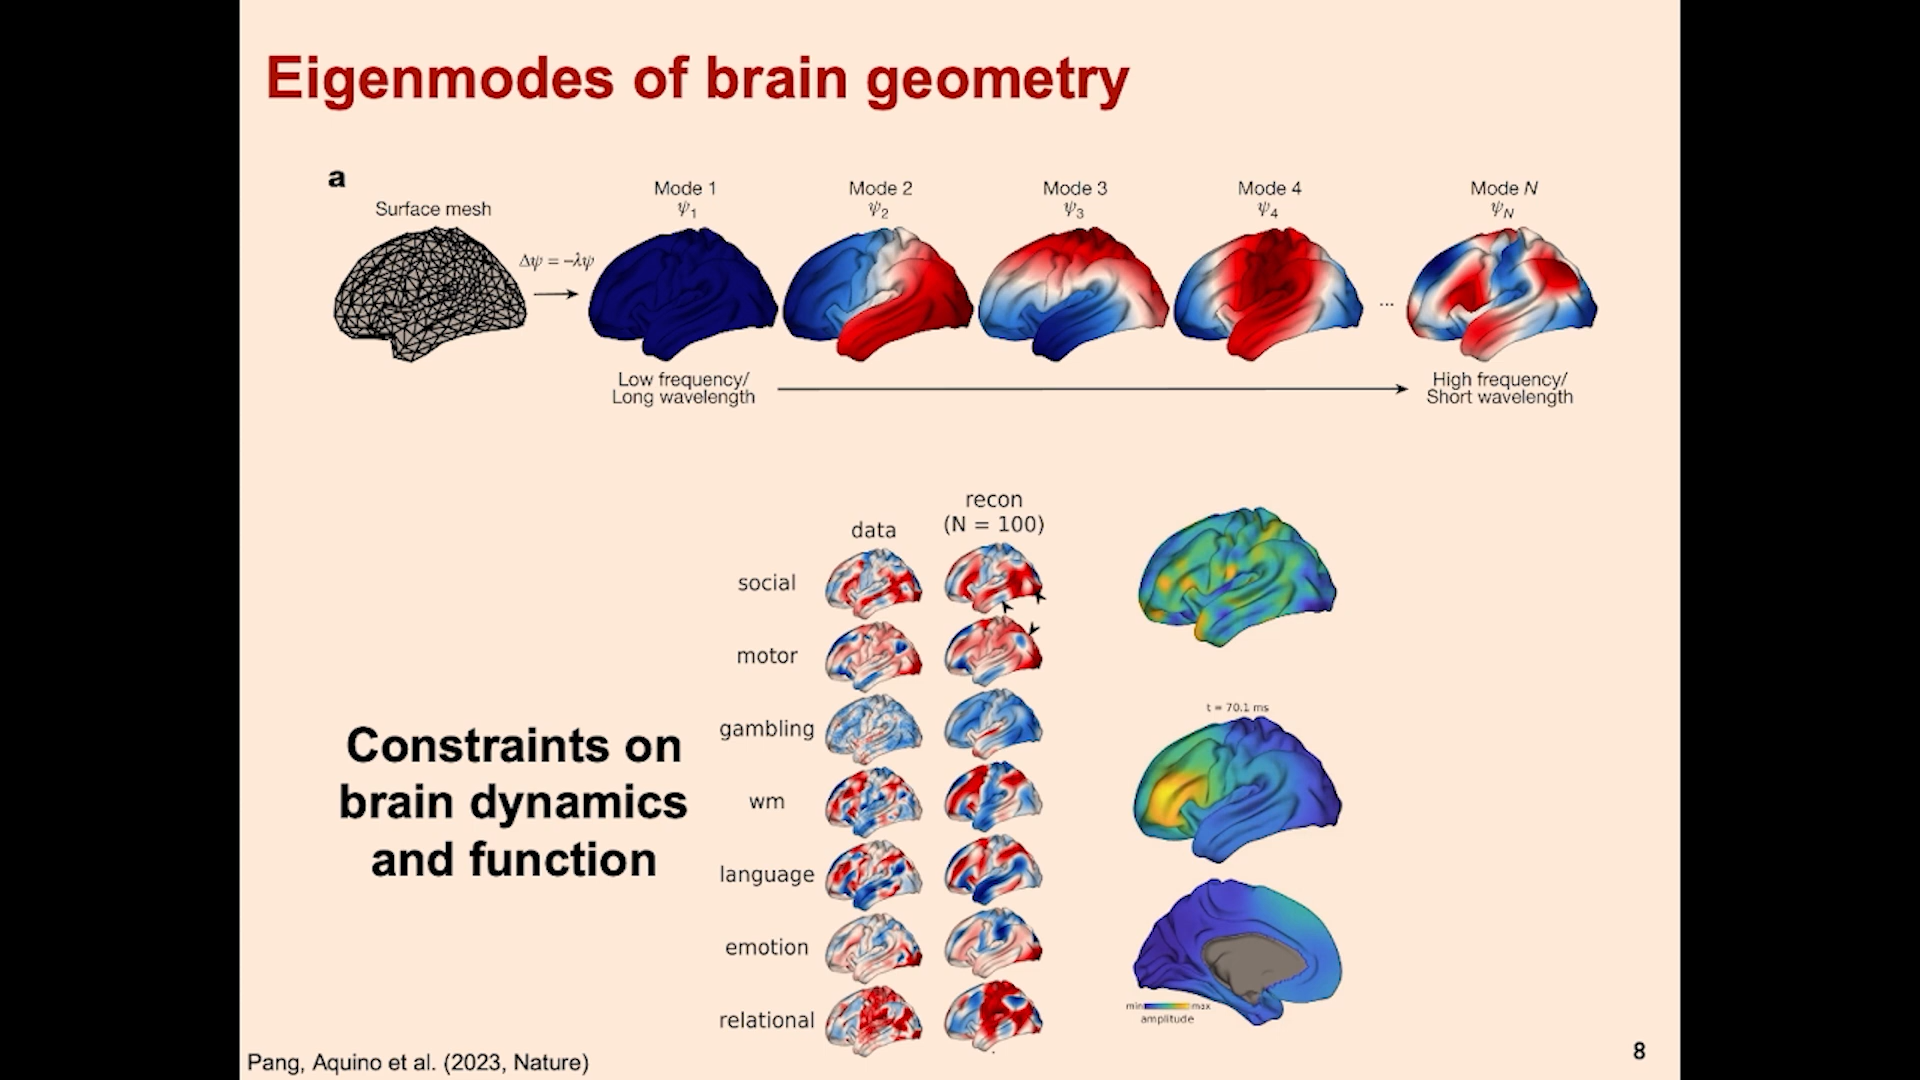 Eigenmodes of brain geometry
a
Surface mesh
Δψ = −λψ
Mode 1
ψ1
Mode 2
ψ2
Mode 3
ψ3
Mode 4
ψ4
...
Mode N
ψN
Low frequency/
Long wavelength
High frequency/
Short wavelength
Constraints on
brain dynamics
and function
data
recon
(N = 100)
social
motor
gambling
wm
language
emotion
relational
t = 70.1 ms
min max
amplitude
Pang, Aquino et al. (2023, Nature)
8